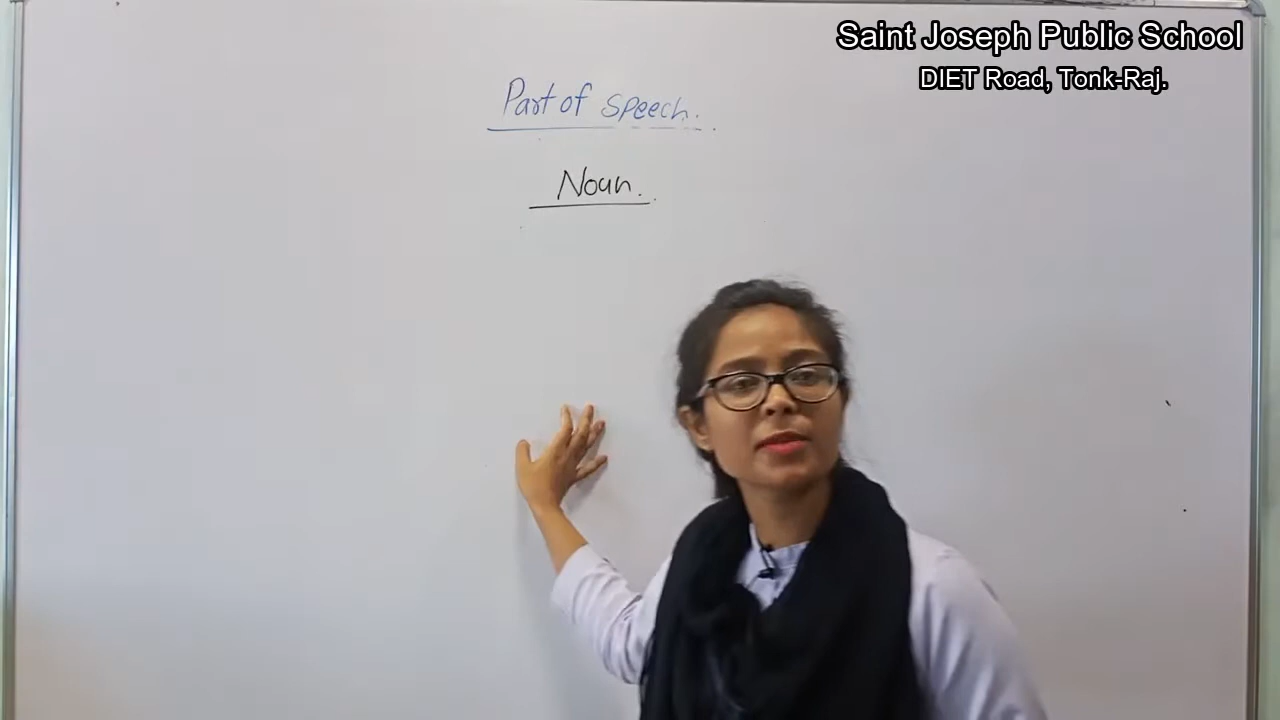 Saint Joseph Public School
DIET Road, Tonk-Raj.
Part of speech.
Noun.